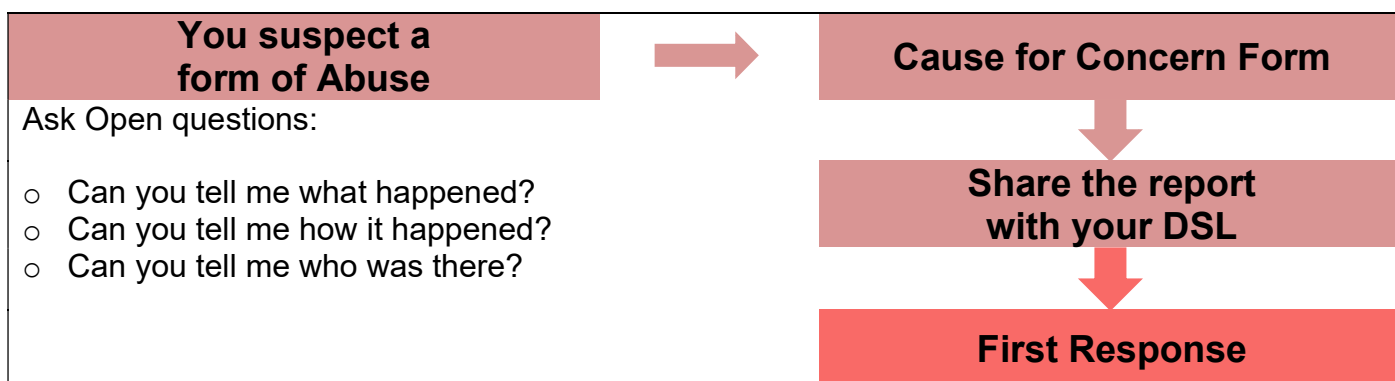 You suspect a
form of Abuse
Ask Open questions:
o Can you tell me what happened?
o Can you tell me how it happened?
o Can you tell me who was there?
Cause for Concern Form
Share the report
with your DSL
First Response